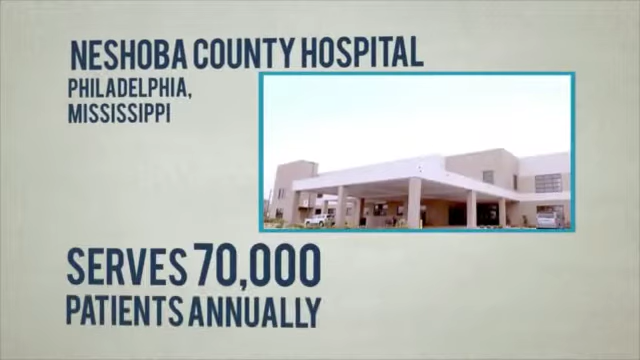 NESHOBA COUNTY HOSPITAL
PHILADELPHIA,
MISSISSIPPI
SERVES 70,000
PATIENTS ANNUALLY